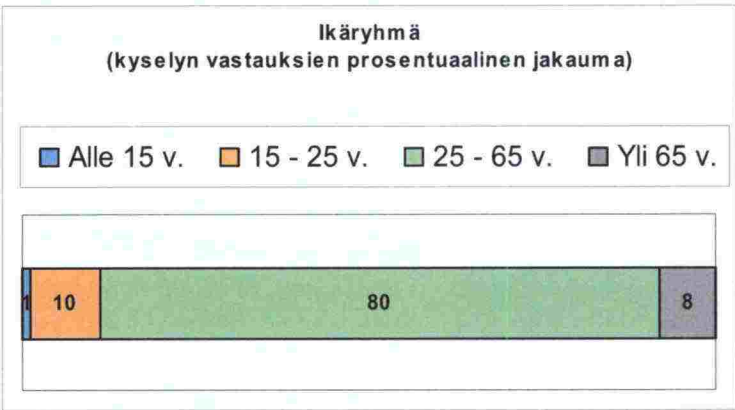 Ikäryhmä
(kyselyn vastauksien prosentuaalinen jakauma)
Alle 15 v. 15 - 25 v. 25 - 65 v. Yli 65 v.
1 10 80 8